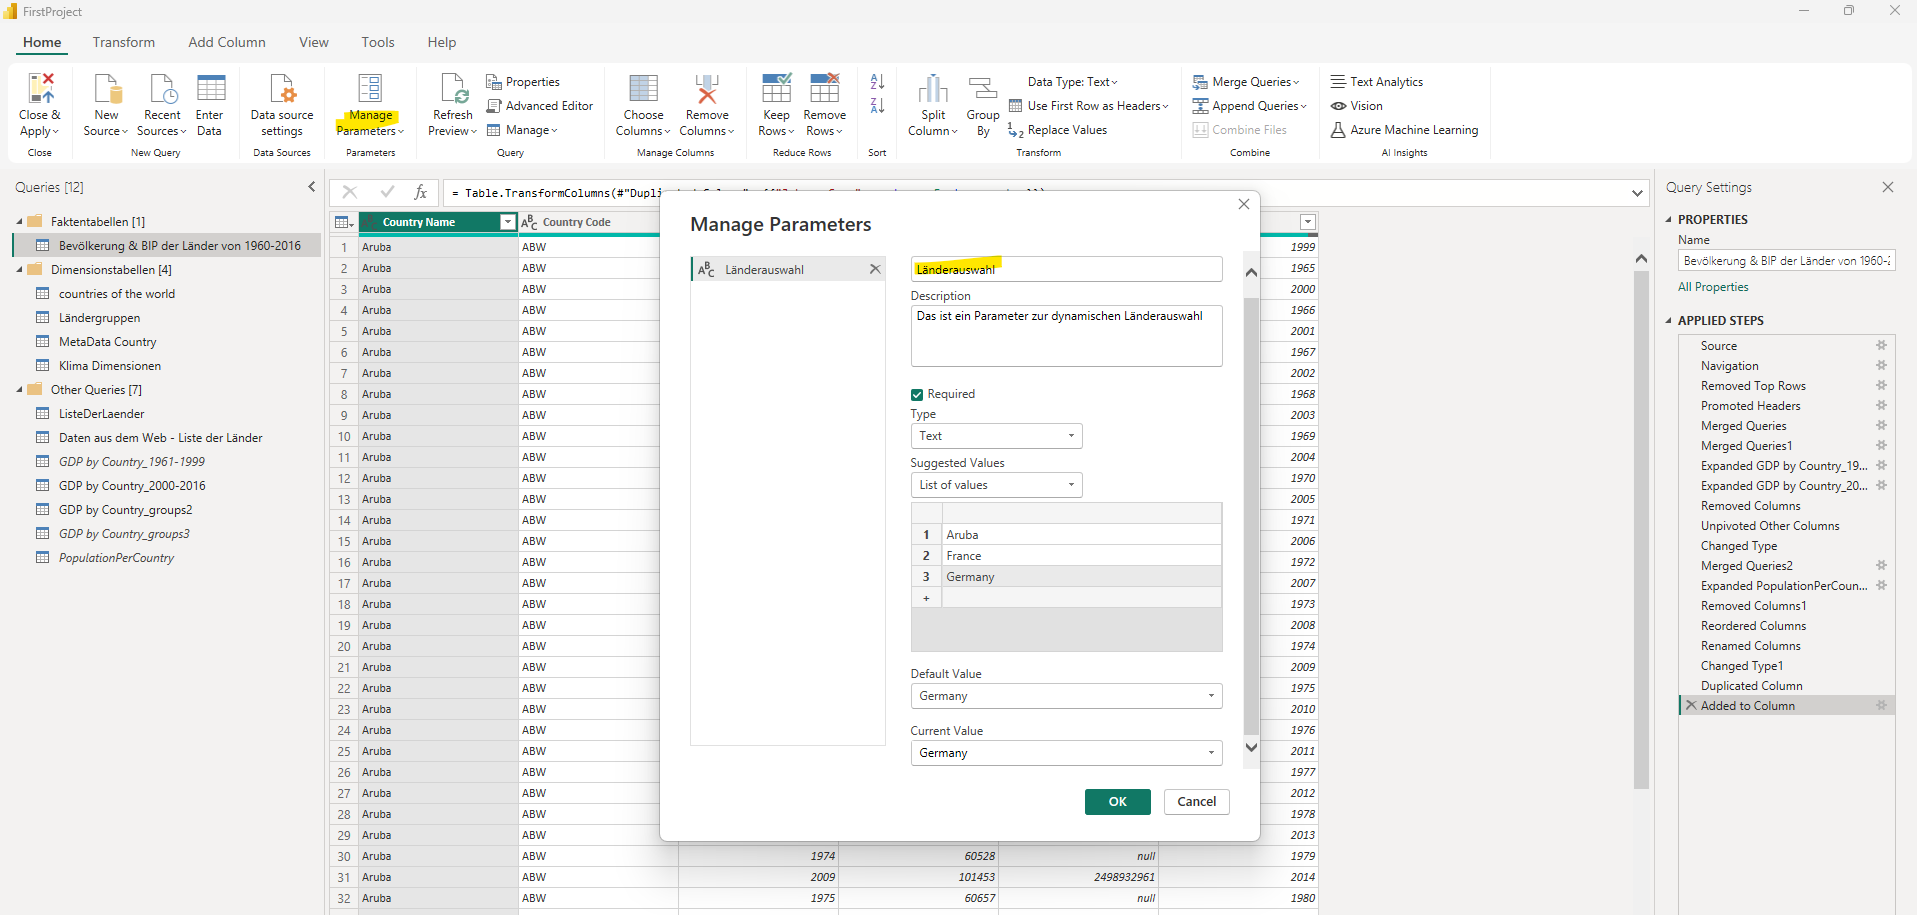 FirstProject
Home Transform Add Column View Tools Help
Close & Apply
New Source
Recent Sources
Enter Data
Data source settings
Manage Parameters
Refresh Preview
Properties
Advanced Editor
Manage
Choose Columns
Remove Columns
Keep Rows
Remove Rows
Split Column
Group By
Data Type: Text
Use First Row as Headers
Replace Values
Merge Queries
Append Queries
Combine Files
Text Analytics
Vision
Azure Machine Learning
Close New Query Data Sources Parameters Query Manage Columns Reduce Rows Sort Transform Combine AI Insights
Queries [12]
Faktentabellen [1]
Bevölkerung & BIP der Länder von 1960-2016
Dimensionstabellen [4]
countries of the world
Ländergruppen
MetaData Country
Klima Dimensionen
Other Queries [7]
ListeDerLaender
Daten aus dem Web - Liste der Länder
GDP by Country_1961-1999
GDP by Country_2000-2016
GDP by Country_groups2
GDP by Country_groups3
PopulationPerCountry
fx = Table.TransformColumns(#"Dupli
Country Name ABC Country Code
1 Aruba ABW 1999
2 Aruba ABW 1965
3 Aruba ABW 2000
4 Aruba ABW 1966
5 Aruba ABW 2001
6 Aruba ABW 1967
7 Aruba ABW 2002
8 Aruba ABW 1968
9 Aruba ABW 2003
10 Aruba ABW 1969
11 Aruba ABW 2004
12 Aruba ABW 1970
13 Aruba ABW 2005
14 Aruba ABW 1971
15 Aruba ABW 2006
16 Aruba ABW 1972
17 Aruba ABW 2007
18 Aruba ABW 1973
19 Aruba ABW 2008
20 Aruba ABW 1974
21 Aruba ABW 2009
22 Aruba ABW 1975
23 Aruba ABW 2010
24 Aruba ABW 1976
25 Aruba ABW 2011
26 Aruba ABW 1977
27 Aruba ABW 2012
28 Aruba ABW 1978
29 Aruba ABW 2013
30 Aruba ABW 1974 60528 null 1979
31 Aruba ABW 2009 101453 2498932961 2014
32 Aruba ABW 1975 60657 null 1980
Manage Parameters
ABC Länderauswahl
Länderauswahl
Description
Das ist ein Parameter zur dynamischen Länderauswahl
Required
Type
Text
Suggested Values
List of values
1 Aruba
2 France
3 Germany
+
Default Value
Germany
Current Value
Germany
OK Cancel
Query Settings
PROPERTIES
Name
Bevölkerung & BIP der Länder von 1960-
All Properties
APPLIED STEPS
Source
Navigation
Removed Top Rows
Promoted Headers
Merged Queries
Merged Queries1
Expanded GDP by Country_19...
Expanded GDP by Country_20...
Removed Columns
Unpivoted Other Columns
Changed Type
Merged Queries2
Expanded PopulationPerCoun...
Removed Columns1
Reordered Columns
Renamed Columns
Changed Type1
Duplicated Column
Added to Column